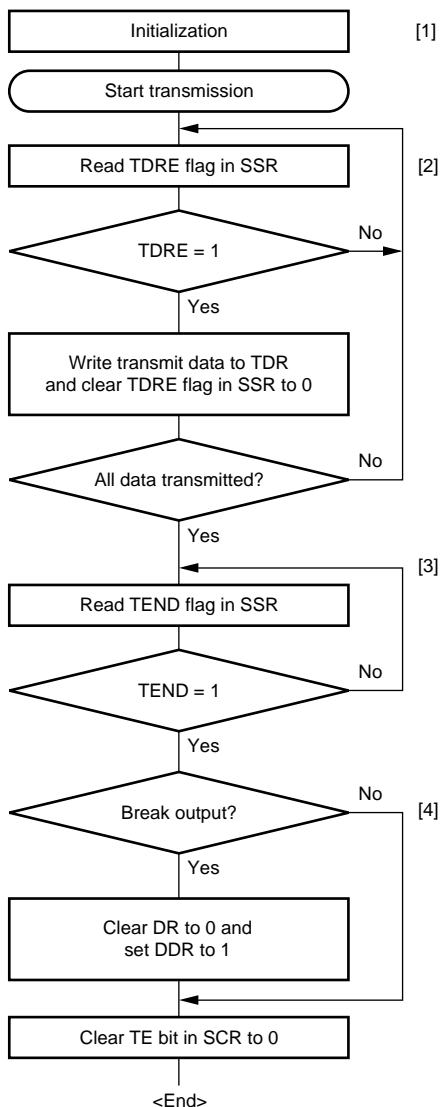 Initialization
[1]
Start transmission
Read TDRE flag in SSR
[2]
TDRE = 1
No
Yes
Write transmit data to TDR
and clear TDRE flag in SSR to 0
All data transmitted?
No
Yes
[3]
Read TEND flag in SSR
TEND = 1
No
Yes
Break output?
No
[4]
Yes
Clear DR to 0 and
set DDR to 1
Clear TE bit in SCR to 0
<End>